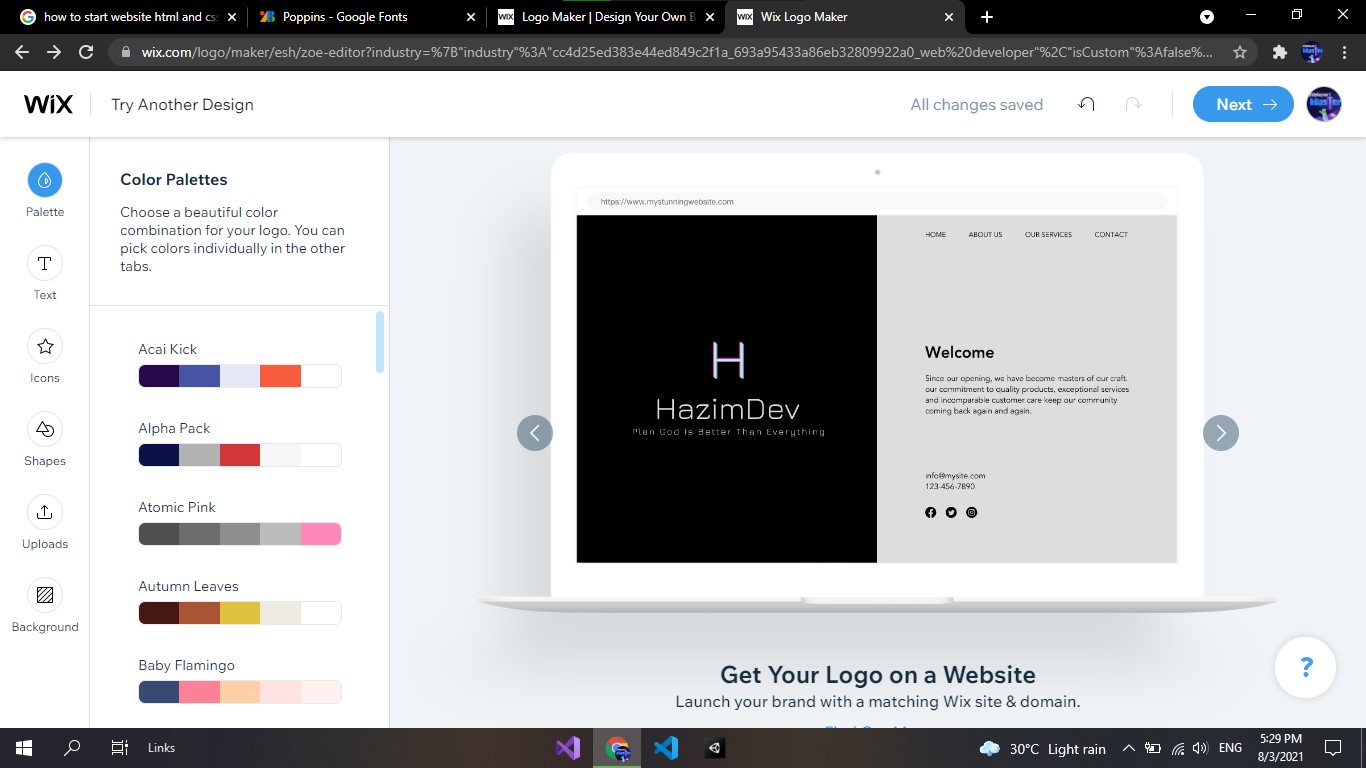 how to start website html and cs
Poppins - Google Fonts
Logo Maker | Design Your Own B
Wix Logo Maker
wix.com/logo/maker/esh/zoe-editor?industry=%7B"industry"%3A"cc4d25ed383e44ed849c2f1a_693a95433a86eb32809922a0_web%20developer"%2C"isCustom"%3Afalse%...
WiX
Try Another Design
All changes saved
Next
Palette
Text
Icons
Shapes
Uploads
Background
Color Palettes
Choose a beautiful color
combination for your logo. You can
pick colors individually in the other
tabs.
Acai Kick
Alpha Pack
Atomic Pink
Autumn Leaves
Baby Flamingo
https://www.mystunningwebsite.com
H
HazimDev
Plan God Is Better Than Everything
HOME ABOUT US OUR SERVICES CONTACT
Welcome
Since our opening, we have become masters of our craft.
our commitment to quality products, exceptional services
and incomparable customer care keep our community
coming back again and again.
info@mysite.com
123-456-7890
Get Your Logo on a Website
Launch your brand with a matching Wix site & domain.
?
Links
30°C Light rain
ENG
5:29 PM
8/3/2021